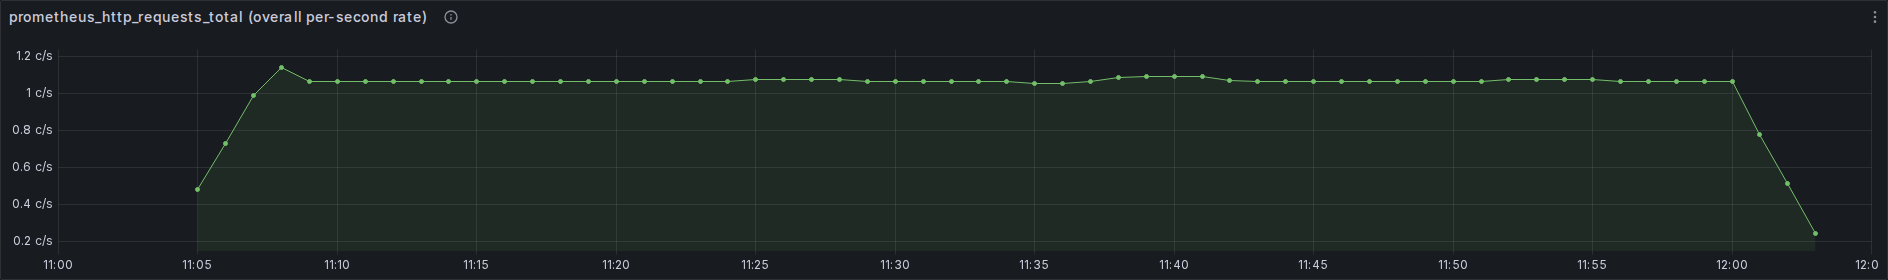 prometheus_http_requests_total (overall per-second rate)
1.2 c/s
1 c/s
0.8 c/s
0.6 c/s
0.4 c/s
0.2 c/s
11:00 11:05 11:10 11:15 11:20 11:25 11:30 11:35 11:40 11:45 11:50 11:55 12:00 12:0